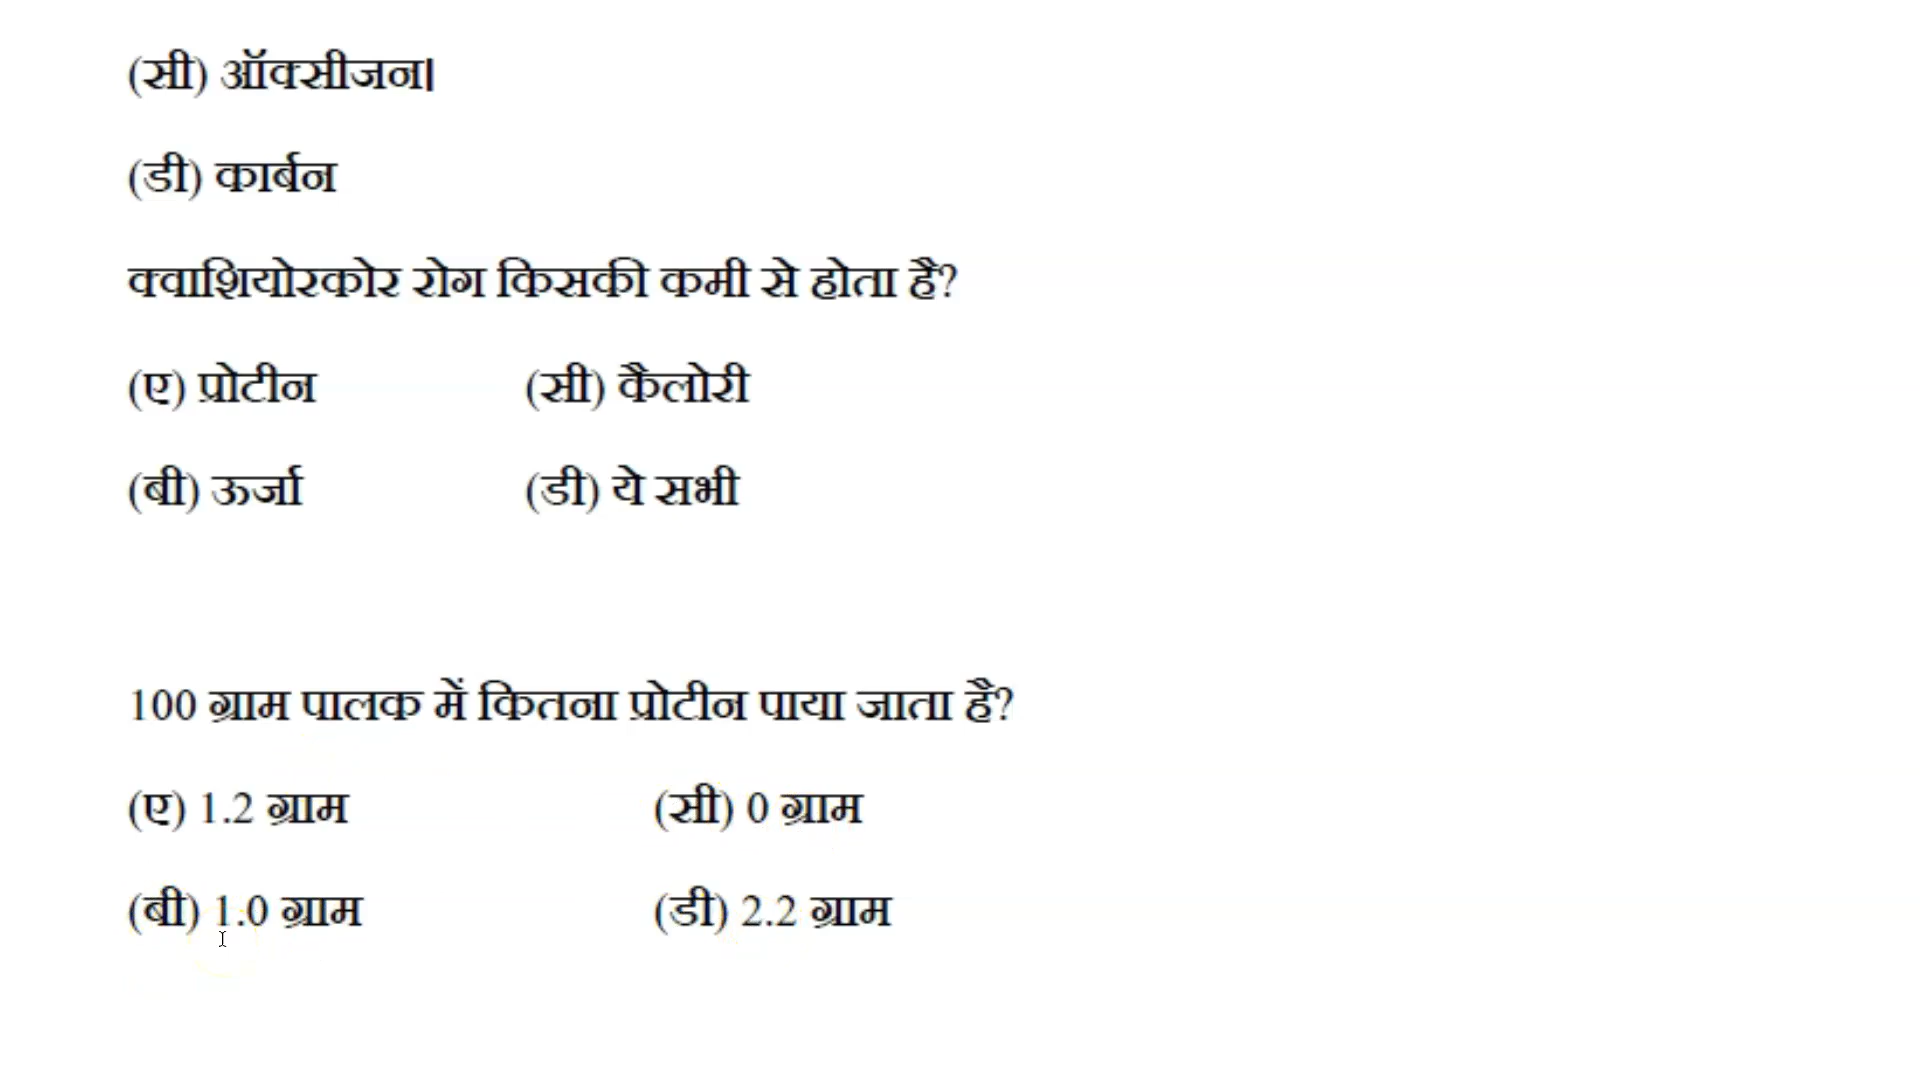 (सी) ऑक्सीजन।
(डी) कार्बन
क्वाशियोरकोर रोग किसकी कमी से होता है?
(ए) प्रोटीन (सी) कैलोरी
(बी) ऊर्जा (डी) ये सभी
100 ग्राम पालक में कितना प्रोटीन पाया जाता है?
(ए) 1.2 ग्राम (सी) 0 ग्राम
(बी) 1.0 ग्राम (डी) 2.2 ग्राम